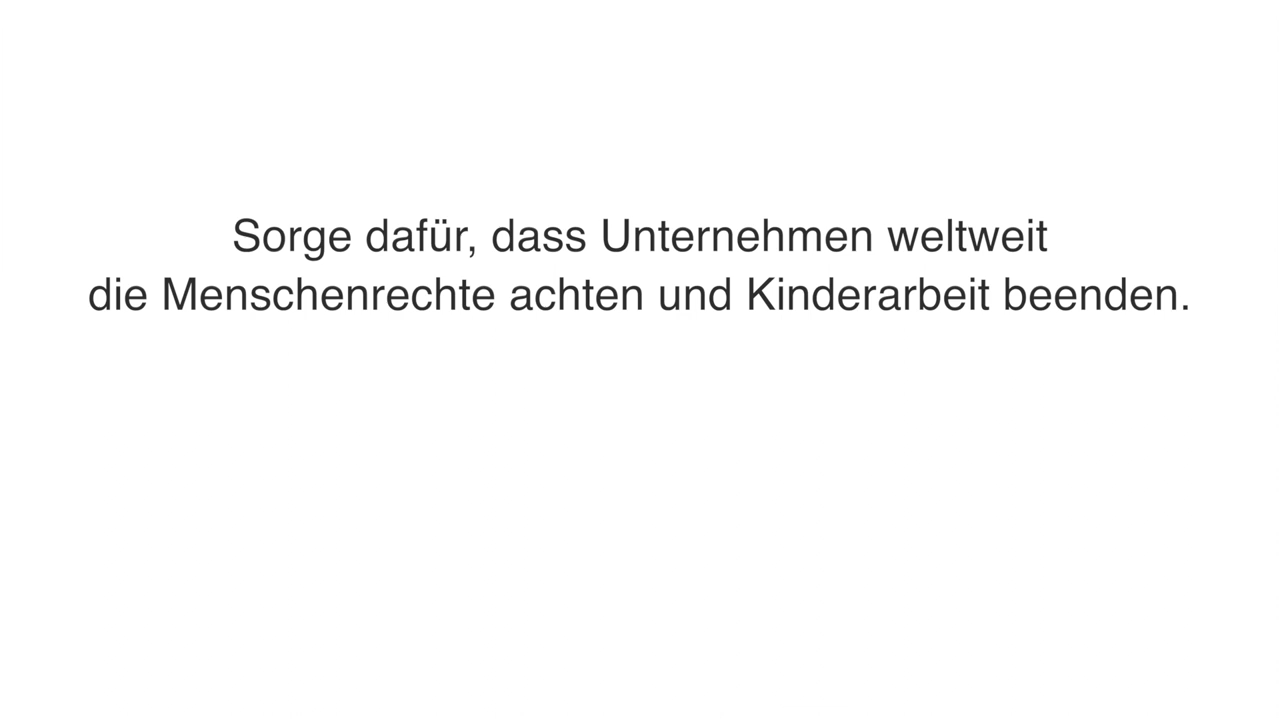 Sorge dafür, dass Unternehmen weltweit
die Menschenrechte achten und Kinderarbeit beenden.